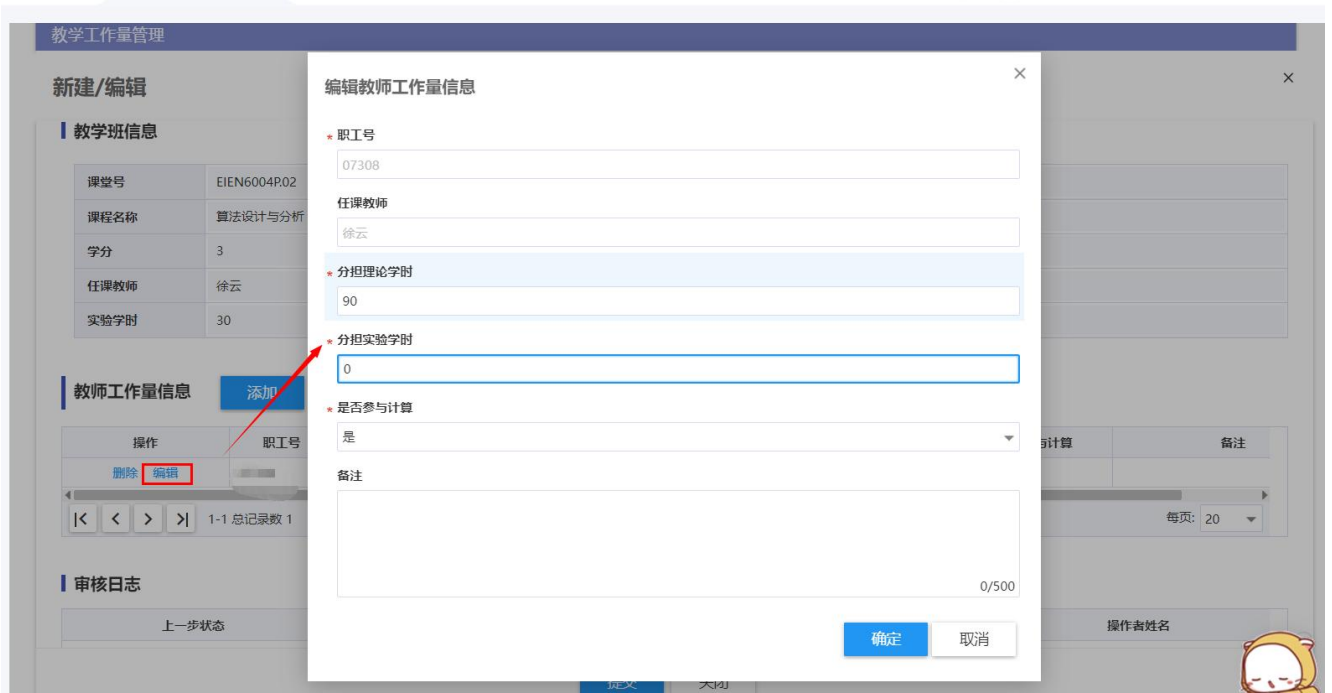 教学工作量管理
新建/编辑
教学班信息
课堂号 EIEN6004P.02
课程名称 算法设计与分析
学分 3
任课教师 徐云
实验学时 30
教师工作量信息 添加
操作 职工号 与计算 备注
删除 编辑
1-1 总记录数 1 每页: 20
审核日志
上一步状态 操作者姓名
提交 关闭
编辑教师工作量信息
* 职工号
07308
任课教师
徐云
* 分担理论学时
90
* 分担实验学时
0
* 是否参与计算
是
备注
0/500
确定 取消